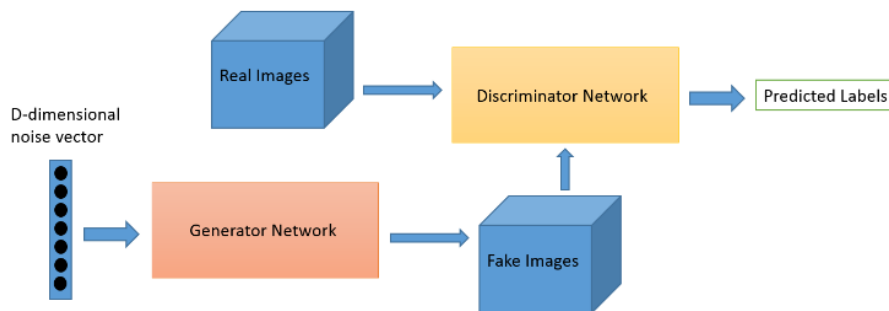 Real Images
Discriminator Network
Predicted Labels
D-dimensional
noise vector
Generator Network
Fake Images